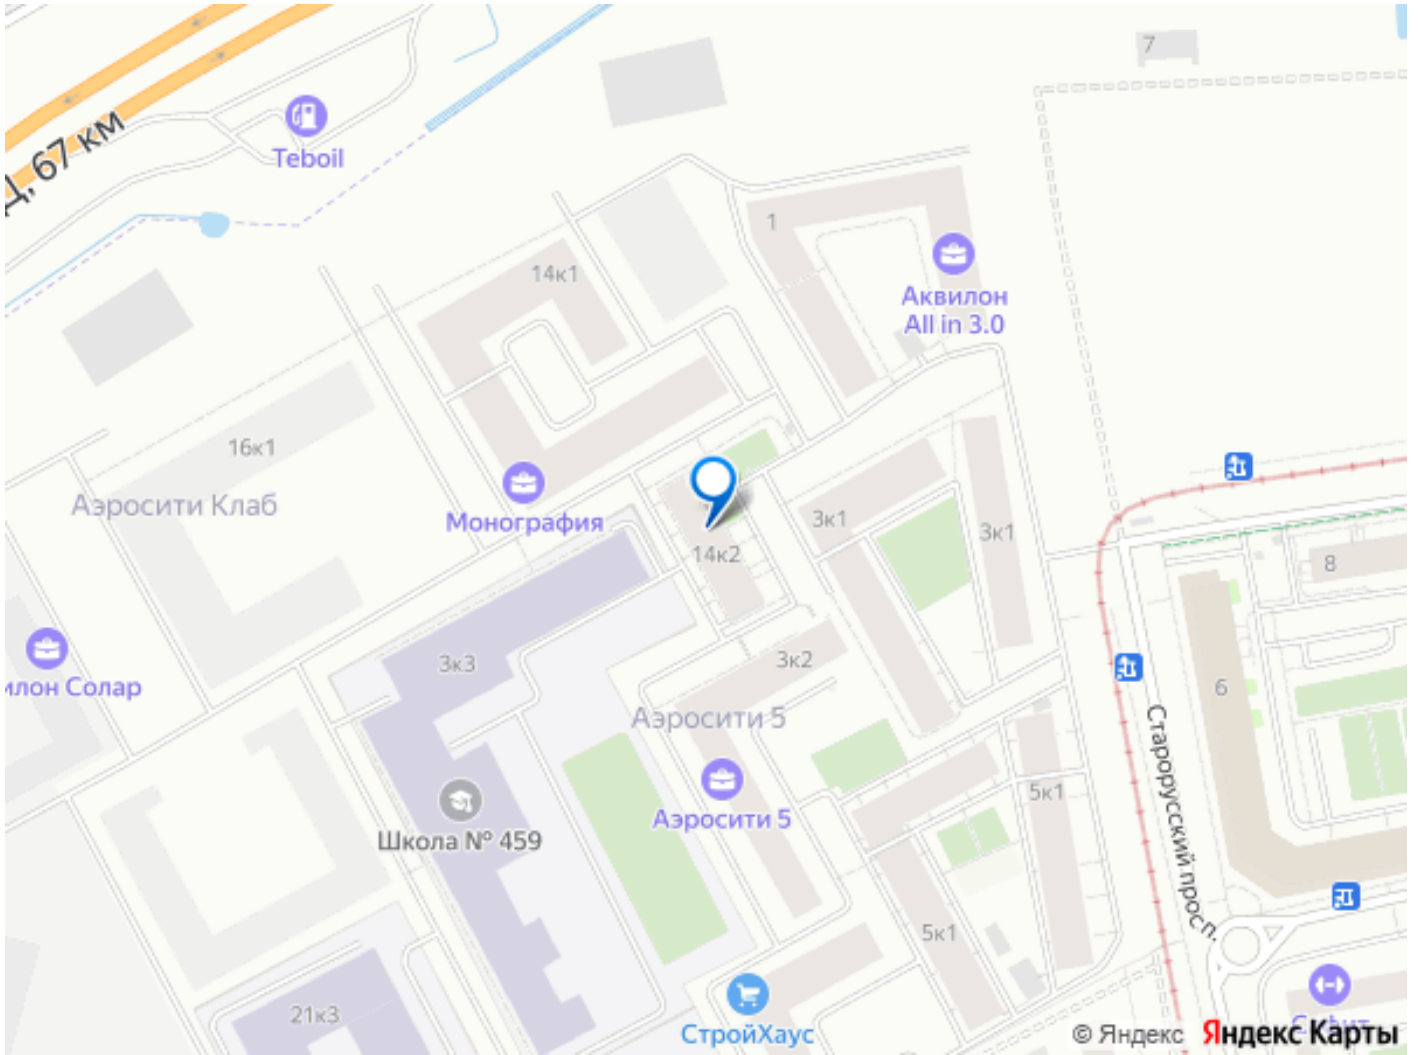 7
Д, 67 км
Teboil
1
14к1
Аквилон
All in 3.0
16к1
Аэросити Клаб
Монография
3к1
3к1
14к2
8
3к3
3к2
илон Солар
6
Аэросити 5
Аэросити 5
5к1
Старорусский просп.
Школа № 459
5к1
21к3
СтройХаус
© Яндекс Яндекс Карты